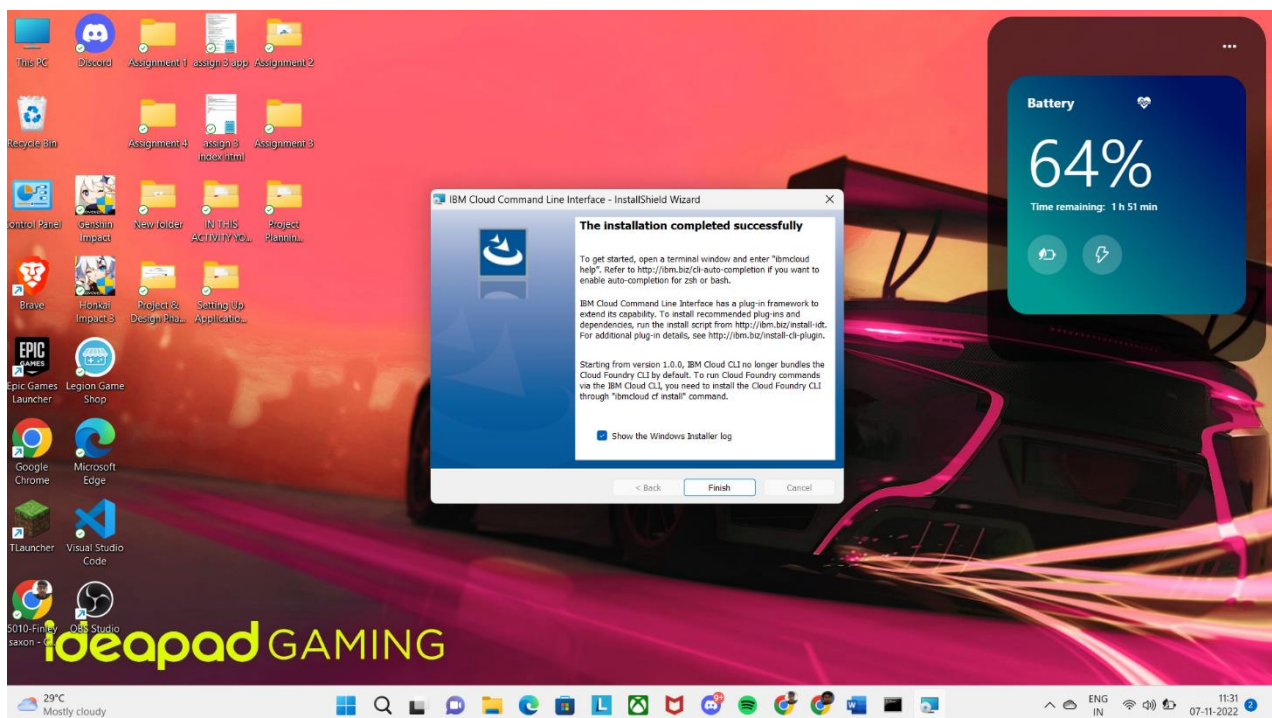 This PC
Discord
Assignment 1
assign 3 app
Assignment 2
Recycle Bin
Assignment 4
assign 3
index html
Assignment 3
Control Panel
Genshin
Impact
New folder
IN THIS
ACTIVITY YO...
Project
Plannin...
Brave
Honkai
Impact 3
Project &
Design Pha...
Setting Up
Applicatio...
EPIC
GAMES
Epic Games
Launcher
Legion Game
Shop
Google
Chrome
Microsoft
Edge
TLauncher
Visual Studio
Code
5010-Finley
saxon - C...
OBS Studio
ideapad GAMING
IBM Cloud Command Line Interface - InstallShield Wizard
The installation completed successfully
To get started, open a terminal window and enter "ibmcloud
help". Refer to http://ibm.biz/cli-auto-completion if you want to
enable auto-completion for zsh or bash.
IBM Cloud Command Line Interface has a plug-in framework to
extend its capability. To install recommended plug-ins and
dependencies, run the install script from http://ibm.biz/install-idt.
For additional plug-in details, see http://ibm.biz/install-cli-plugin.
Starting from version 1.0.0, IBM Cloud CLI no longer bundles the
Cloud Foundry CLI by default. To run Cloud Foundry commands
via the IBM Cloud CLI, you need to install the Cloud Foundry CLI
through "ibmcloud cf install" command.
Show the Windows Installer log
< Back
Finish
Cancel
Battery
64%
Time remaining: 1 h 51 min
29°C
Mostly cloudy
ENG
IN
11:31
07-11-2022
2